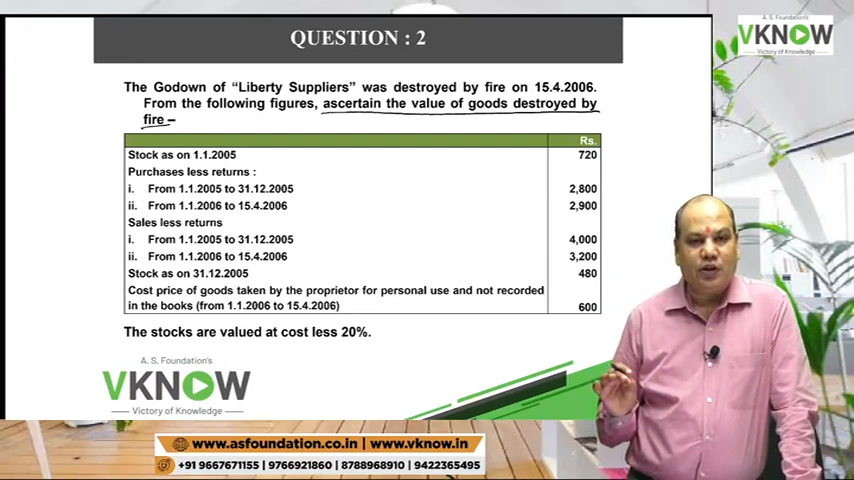 QUESTION : 2
A. S. Foundation's
VKNOW
Victory of Knowledge
The Godown of "Liberty Suppliers" was destroyed by fire on 15.4.2006.
From the following figures, ascertain the value of goods destroyed by
fire –
Rs.
Stock as on 1.1.2005 720
Purchases less returns :
i. From 1.1.2005 to 31.12.2005 2,800
ii. From 1.1.2006 to 15.4.2006 2,900
Sales less returns
i. From 1.1.2005 to 31.12.2005 4,000
ii. From 1.1.2006 to 15.4.2006 3,200
Stock as on 31.12.2005 480
Cost price of goods taken by the proprietor for personal use and not recorded
in the books (from 1.1.2006 to 15.4.2006) 600
The stocks are valued at cost less 20%.
A. S. Foundation's
VKNOW
Victory of Knowledge
www.asfoundation.co.in | www.vknow.in
+91 9667671155 | 9766921860 | 8788968910 | 9422365495